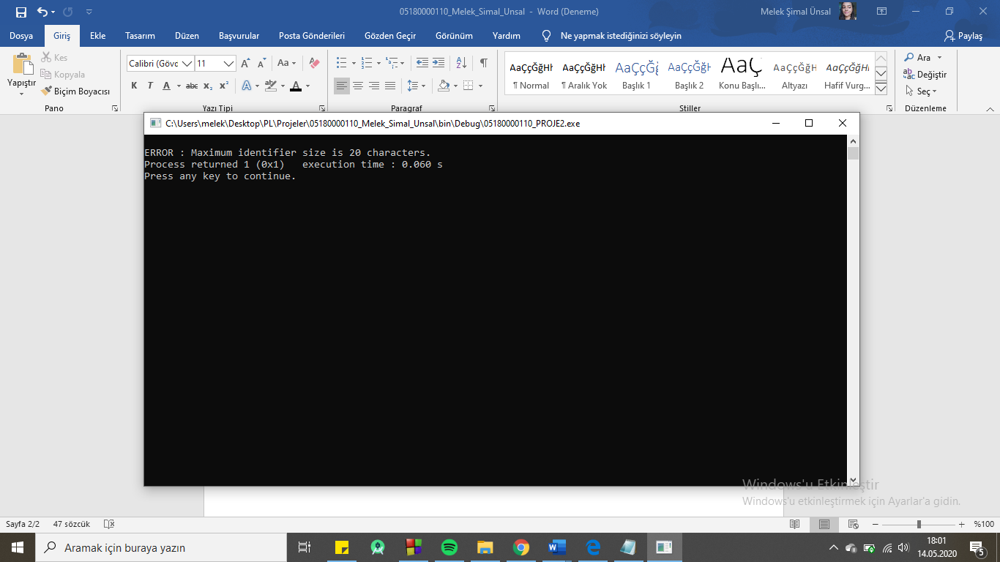 05180000110_Melek_Simal_Unsal - Word (Deneme)
Melek Şimal Ünsal
Dosya Giriş Ekle Tasarım Düzen Başvurular Posta Gönderileri Gözden Geçir Görünüm Yardım Ne yapmak istediğinizi söyleyin Paylaş
Yapıştır
Kes
Kopyala
Biçim Boyacısı
Pano
Calibri (Gövc 11
K T A abc x₂ x²
Yazı Tipi
Paragraf
AaÇçĞğHł AaÇçĞğHł AaÇçĞğ AaÇçĞğH AaÇ AaÇçĞğH AaÇçĞğHı
¶ Normal ¶ Aralık Yok Başlık 1 Başlık 2 Konu Başlı... Altyazı Hafif Vurg...
Stiller
Ara
Değiştir
Seç
Düzenleme
C:\Users\melek\Desktop\PL\Projeler\05180000110_Melek_Simal_Unsal\bin\Debug\05180000110_PROJE2.exe
ERROR : Maximum identifier size is 20 characters.
Process returned 1 (0x1)   execution time : 0.060 s
Press any key to continue.
Windows'u Etkinleştir
Windows'u etkinleştirmek için Ayarlar'a gidin.
Sayfa 2/2 47 sözcük %100
Aramak için buraya yazın
18:01
14.05.2020
5